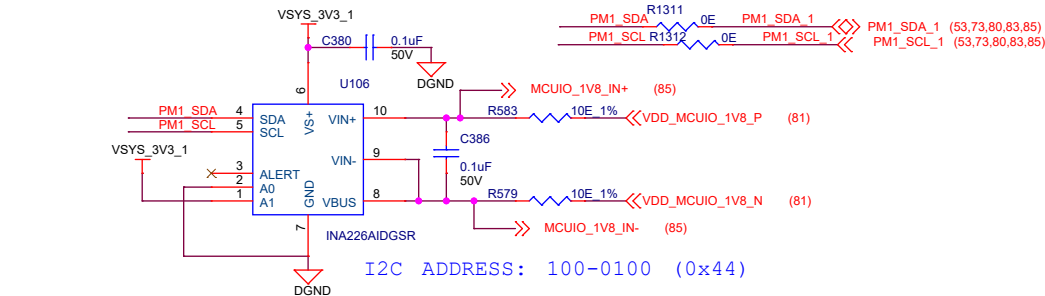 VSYS_3V3_1
C380
0.1uF
50V
DGND
R1311
PM1_SDA
0E
PM1_SDA_1
PM1_SDA_1 (53,73,80,83,85)
PM1_SCL
R1312
0E
PM1_SCL_1
PM1_SCL_1 (53,73,80,83,85)
U106
6
MCUIO_1V8_IN+ (85)
PM1_SDA
4
SDA
VS+
VIN+
10
R583
10E_1%
VDD_MCUIO_1V8_P (81)
PM1_SCL
5
SCL
C386
VSYS_3V3_1
VIN-
9
0.1uF
50V
3
ALERT
2
A0
1
A1
GND
VBUS
8
R579
10E_1%
VDD_MCUIO_1V8_N (81)
7
INA226AIDGSR
MCUIO_1V8_IN- (85)
I2C ADDRESS: 100-0100 (0x44)
DGND